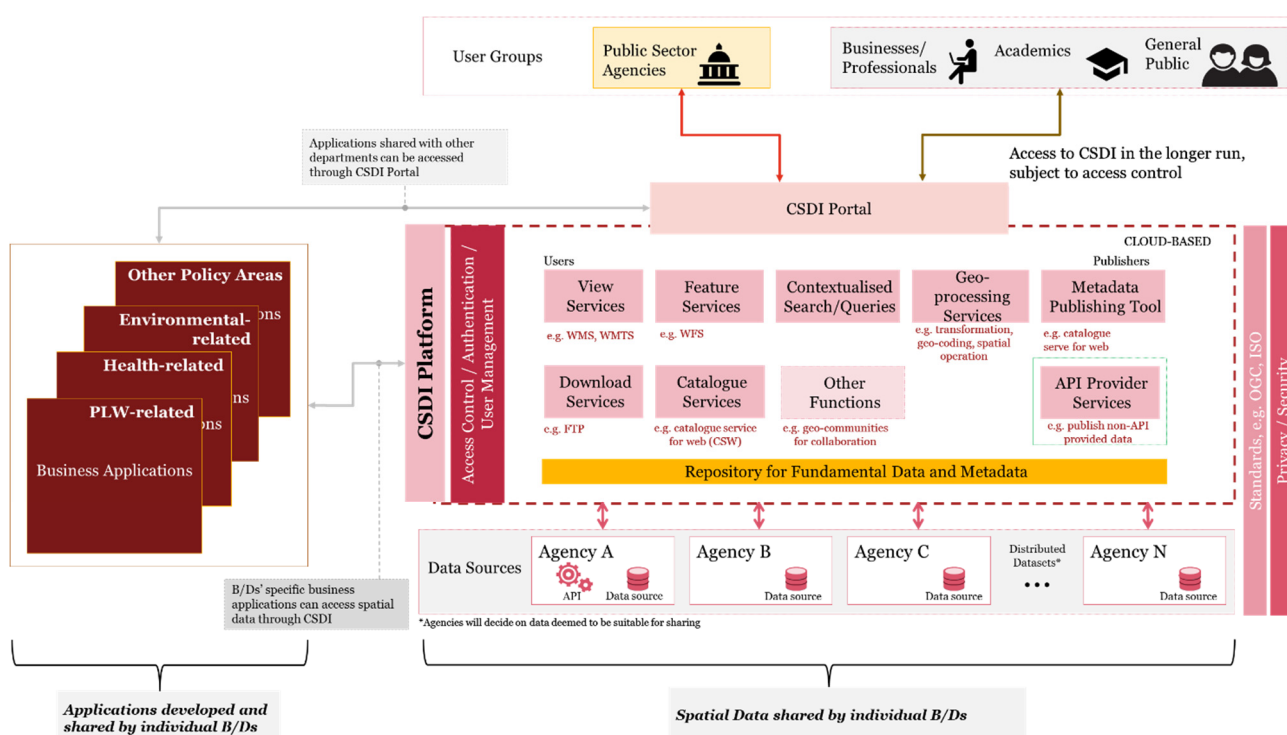 User Groups
Public Sector
Agencies
Businesses/
Professionals
Academics
General
Public
Applications shared with other
departments can be accessed
through CSDI Portal
Access to CSDI in the longer run,
subject to access control
CSDI Portal
Other Policy Areas
Environmental-
related
Health-related
PLW-related
Business Applications
CSDI Platform
Access Control / Authentication /
User Management
CLOUD-BASED
Users
Publishers
View
Services
e.g. WMS, WMTS
Feature
Services
e.g. WFS
Contextualised
Search/Queries
Geo-
processing
Services
e.g. transformation,
geo-coding, spatial
operation
Metadata
Publishing Tool
e.g. catalogue
serve for web
Download
Services
e.g. FTP
Catalogue
Services
e.g. catalogue service
for web (CSW)
Other
Functions
e.g. geo-communities
for collaboration
API Provider
Services
e.g. publish non-API
provided data
Repository for Fundamental Data and Metadata
Standards, e.g. OGC, ISO
Privacy / Security
Data Sources
Agency A
API
Data source
Agency B
Data source
Agency C
Data source
Distributed
Datasets*
...
Agency N
Data source
*Agencies will decide on data deemed to be suitable for sharing
B/Ds' specific business
applications can access spatial
data through CSDI
Applications developed and
shared by individual B/Ds
Spatial Data shared by individual B/Ds